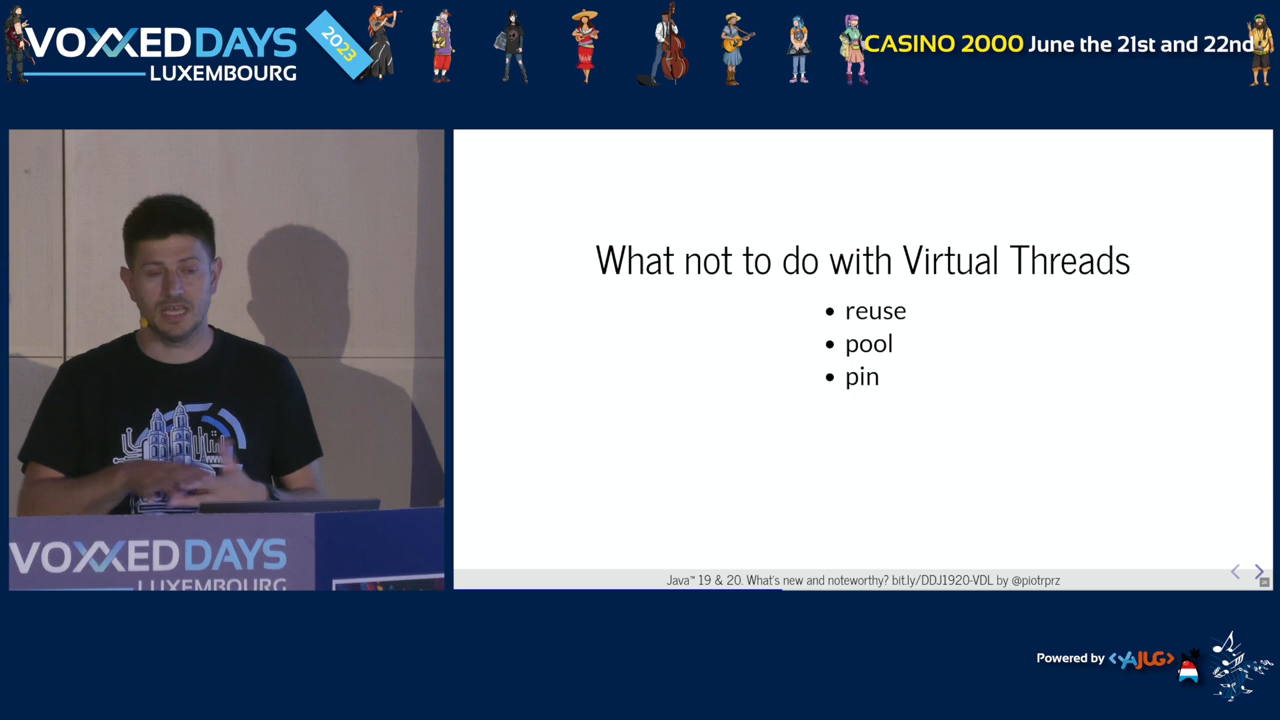 VOXXED DAYS
LUXEMBOURG
2023
CASINO 2000 June the 21st and 22nd
What not to do with Virtual Threads
• reuse
• pool
• pin
VOXXED DAYS
LUXEMBOURG
Java™ 19 & 20. What's new and noteworthy? bit.ly/DDJ1920-VDL by @piotrprz
Powered by <YAJUG>